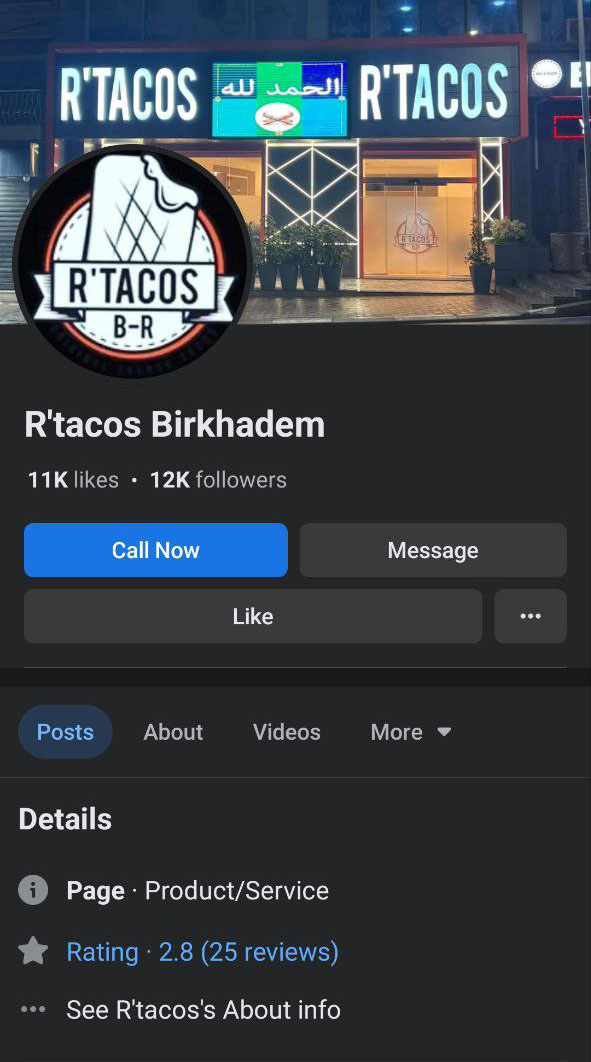 R'TACOS
الحمد لله
R'TACOS
R'TACOS
R'TACOS
B-R
R'tacos Birkhadem
11K likes • 12K followers
Call Now
Message
Like
Posts
About
Videos
More
Details
Page · Product/Service
Rating · 2.8 (25 reviews)
See R'tacos's About info